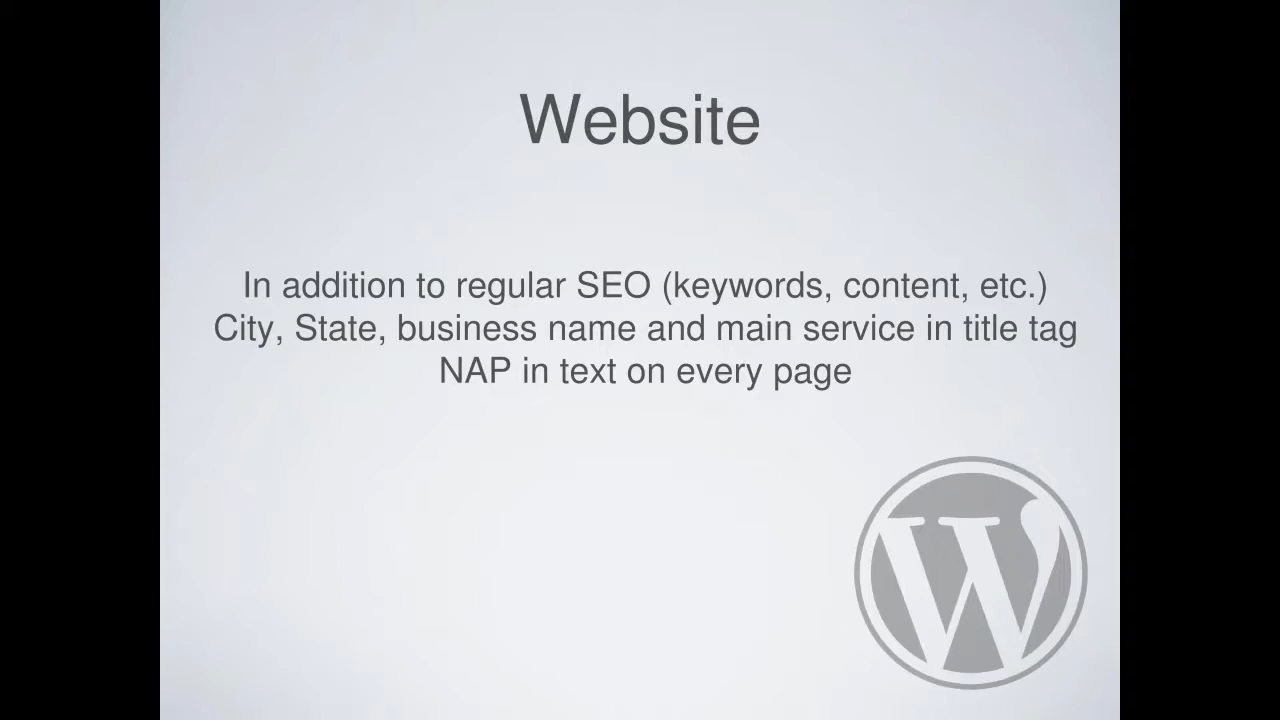 Website
In addition to regular SEO (keywords, content, etc.)
City, State, business name and main service in title tag
NAP in text on every page